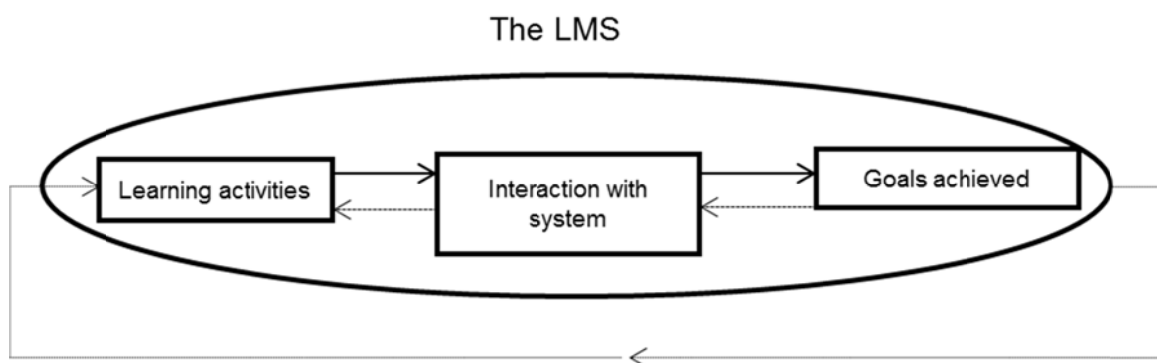 The LMS
Learning activities
Interaction with
system
Goals achieved